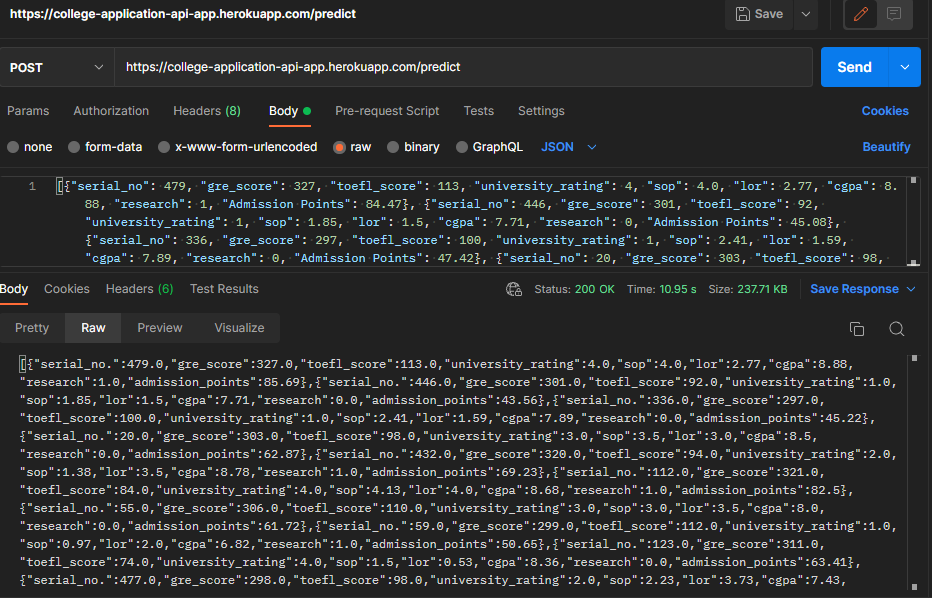 https://college-application-api-app.herokuapp.com/predict
Save
POST
https://college-application-api-app.herokuapp.com/predict
Send
Params Authorization Headers (8) Body Pre-request Script Tests Settings Cookies
none form-data x-www-form-urlencoded raw binary GraphQL JSON Beautify
1 [{"serial_no": 479, "gre_score": 327, "toefl_score": 113, "university_rating": 4, "sop": 4.0, "lor": 2.77, "cgpa": 8.
88, "research": 1, "Admission Points": 84.47}, {"serial_no": 446, "gre_score": 301, "toefl_score": 92,
"university_rating": 1, "sop": 1.85, "lor": 1.5, "cgpa": 7.71, "research": 0, "Admission Points": 45.08},
{"serial_no": 336, "gre_score": 297, "toefl_score": 100, "university_rating": 1, "sop": 2.41, "lor": 1.59,
"cgpa": 7.89, "research": 0, "Admission Points": 47.42}, {"serial_no": 20, "gre_score": 303, "toefl_score": 98,
Body Cookies Headers (6) Test Results Status: 200 OK Time: 10.95 s Size: 237.71 KB Save Response
Pretty Raw Preview Visualize
[{"serial_no.":479.0,"gre_score":327.0,"toefl_score":113.0,"university_rating":4.0,"sop":4.0,"lor":2.77,"cgpa":8.88,
"research":1.0,"admission_points":85.69},{"serial_no.":446.0,"gre_score":301.0,"toefl_score":92.0,"university_rating":1.0,
"sop":1.85,"lor":1.5,"cgpa":7.71,"research":0.0,"admission_points":43.56},{"serial_no.":336.0,"gre_score":297.0,
"toefl_score":100.0,"university_rating":1.0,"sop":2.41,"lor":1.59,"cgpa":7.89,"research":0.0,"admission_points":45.22},
{"serial_no.":20.0,"gre_score":303.0,"toefl_score":98.0,"university_rating":3.0,"sop":3.5,"lor":3.0,"cgpa":8.5,
"research":0.0,"admission_points":62.87},{"serial_no.":432.0,"gre_score":320.0,"toefl_score":94.0,"university_rating":2.0,
"sop":1.38,"lor":3.5,"cgpa":8.78,"research":1.0,"admission_points":69.23},{"serial_no.":112.0,"gre_score":321.0,
"toefl_score":84.0,"university_rating":4.0,"sop":4.13,"lor":4.0,"cgpa":8.68,"research":1.0,"admission_points":82.5},
{"serial_no.":55.0,"gre_score":306.0,"toefl_score":110.0,"university_rating":3.0,"sop":3.0,"lor":3.5,"cgpa":8.0,
"research":0.0,"admission_points":61.72},{"serial_no.":59.0,"gre_score":299.0,"toefl_score":112.0,"university_rating":1.0,
"sop":0.97,"lor":2.0,"cgpa":6.82,"research":1.0,"admission_points":50.65},{"serial_no.":123.0,"gre_score":311.0,
"toefl_score":74.0,"university_rating":4.0,"sop":1.5,"lor":0.53,"cgpa":8.36,"research":0.0,"admission_points":63.41},
{"serial_no.":477.0,"gre_score":298.0,"toefl_score":98.0,"university_rating":2.0,"sop":2.23,"lor":3.73,"cgpa":7.43,